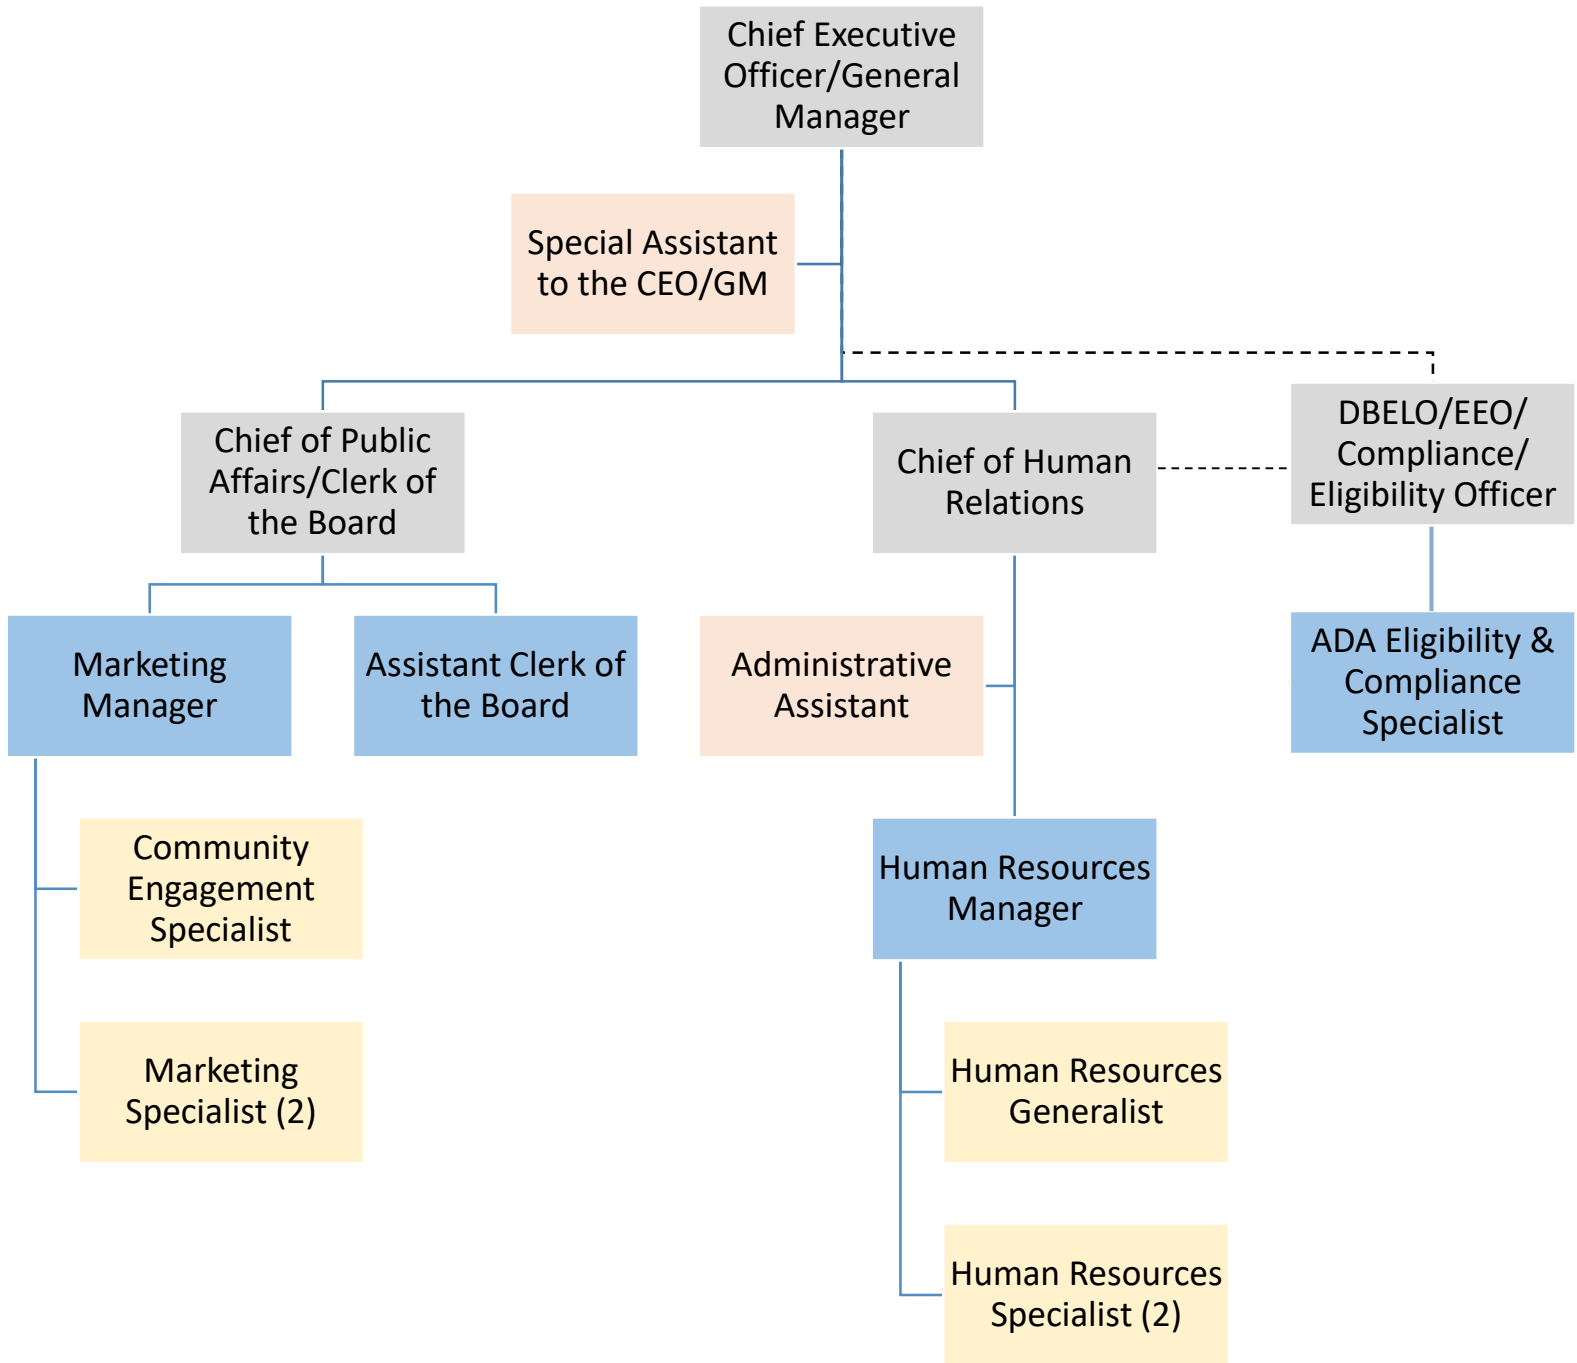 Chief Executive
Officer/General
Manager
Special Assistant
to the CEO/GM
Chief of Public
Affairs/Clerk of
the Board
Chief of Human
Relations
DBELO/EEO/
Compliance/
Eligibility Officer
Marketing
Manager
Assistant Clerk of
the Board
Administrative
Assistant
ADA Eligibility &
Compliance
Specialist
Community
Engagement
Specialist
Human Resources
Manager
Marketing
Specialist (2)
Human Resources
Generalist
Human Resources
Specialist (2)